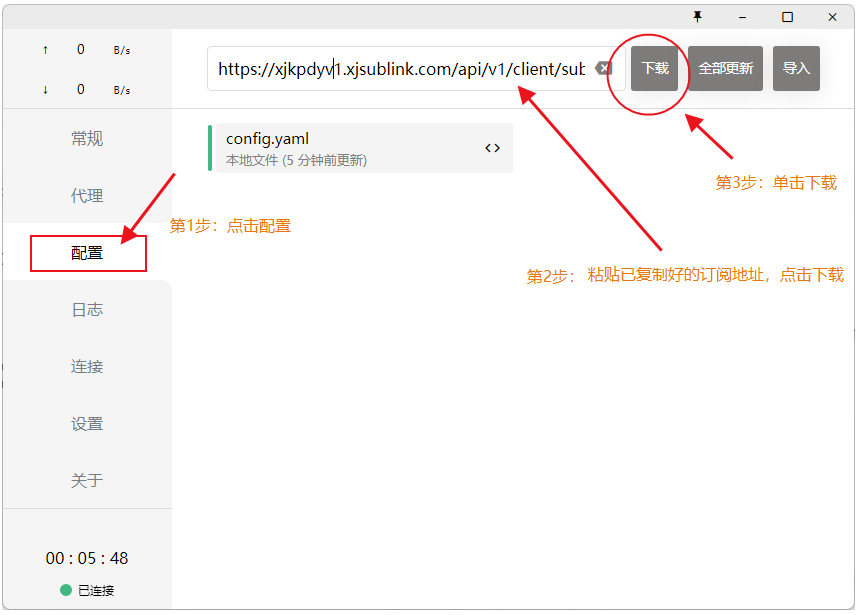 ↑ 0 B/s
↓ 0 B/s
https://xjkpdyv1.xjsublink.com/api/v1/client/sub
下载
全部更新
导入
常规
代理
配置
日志
连接
设置
关于
config.yaml
本地文件 (5 分钟前更新)
第1步：点击配置
第2步： 粘贴已复制好的订阅地址，点击下载
第3步：单击下载
00 : 05 : 48
已连接